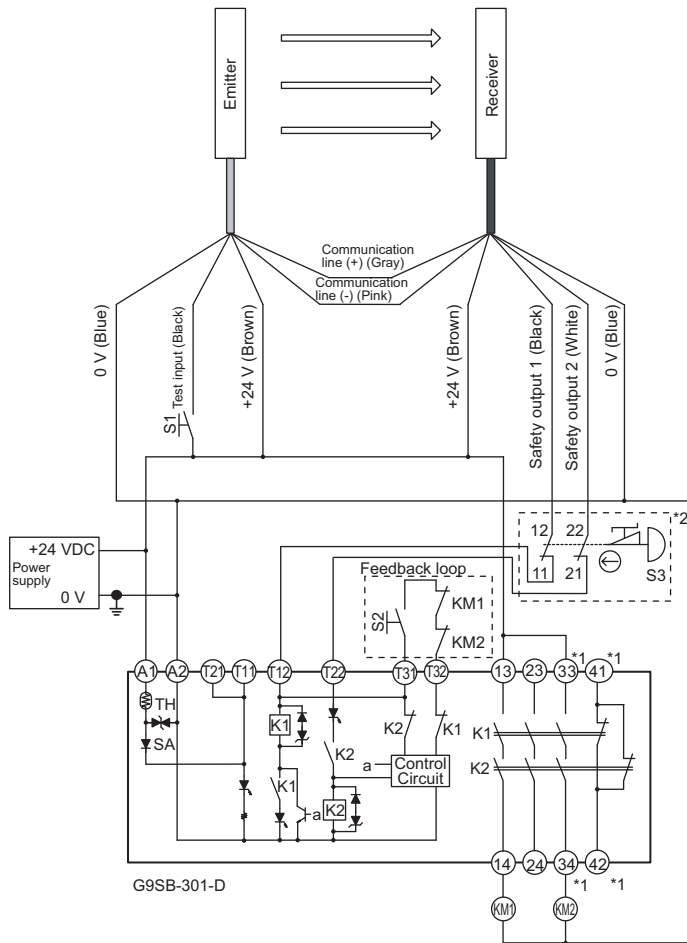 Emitter
Receiver
Communication
line (+) (Gray)
Communication
line (-) (Pink)
0 V (Blue)
Test input (Black)
S1
+24 V (Brown)
+24 V (Brown)
Safety output 1 (Black)
Safety output 2 (White)
0 V (Blue)
*2
12 22
11 21
S3
+24 VDC
Power
supply
0 V
Feedback loop
S2
KM1
KM2
A1 A2 T21 T11 T12 T22 T31 T32 13 23 33 *1 41 *1
TH
SA
K1
K1
a
K2
K2
K2
K1
a
Control
Circuit
K1
K2
14 24 34 *1 42 *1
G9SB-301-D
KM1
KM2